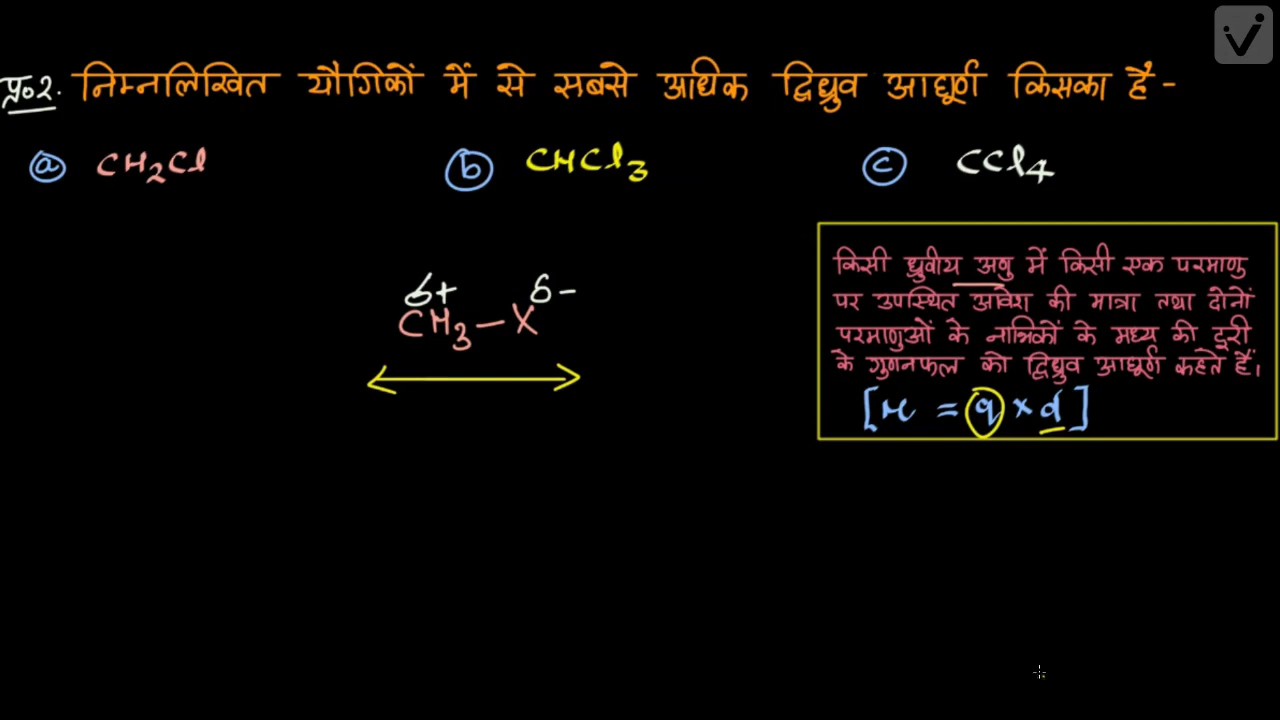 प्र०२. निम्नलिखित यौगिकों में से सबसे अधिक द्विध्रुव आघूर्ण किसका है -
ⓐ CH₂Cl ⓑ CHCl₃ ⓒ CCl₄
δ+ δ-
CH₃ — X
किसी ध्रुवीय अणु में किसी एक परमाणु
पर उपस्थित आवेश की मात्रा तथा दोनों
परमाणुओं के नाभिकों के मध्य की दूरी
के गुणनफल को द्विध्रुव आघूर्ण कहते हैं।
[μ = q × d]